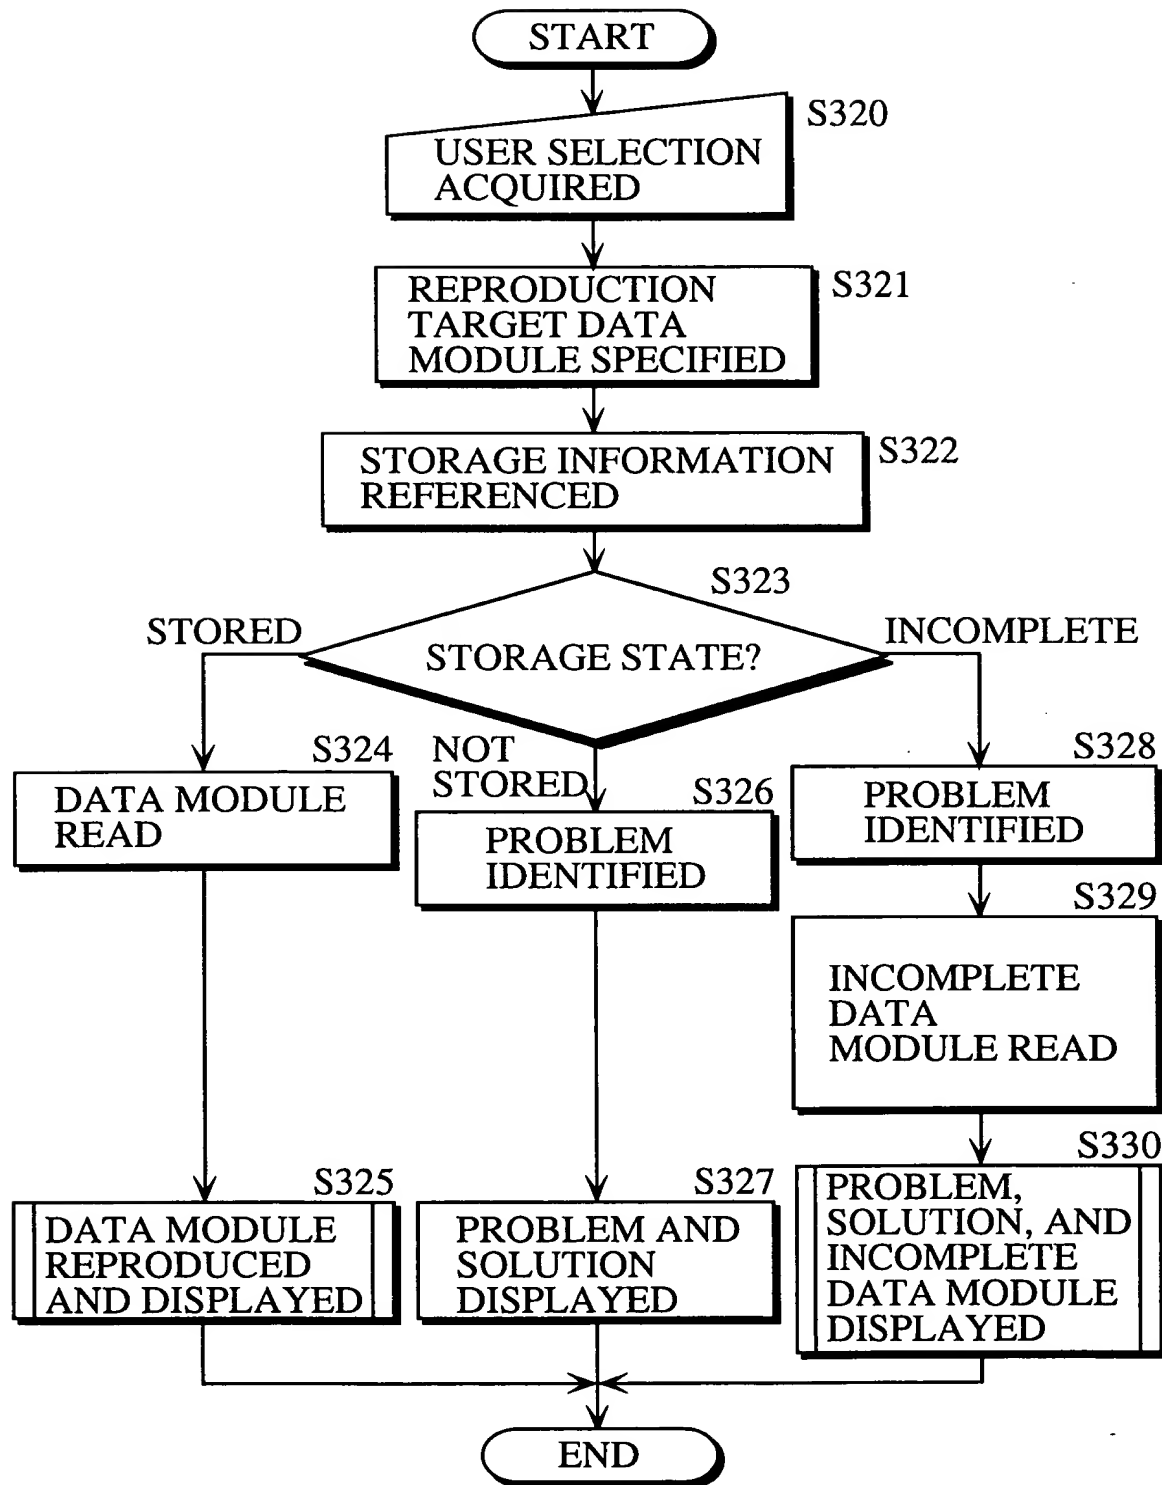 START
S320
USER SELECTION
ACQUIRED
S321
REPRODUCTION
TARGET DATA
MODULE SPECIFIED
S322
STORAGE INFORMATION
REFERENCED
S323
STORED
STORAGE STATE?
INCOMPLETE
S324
DATA MODULE
READ
NOT
STORED
S326
PROBLEM
IDENTIFIED
S328
PROBLEM
IDENTIFIED
S329
INCOMPLETE
DATA
MODULE READ
S325
DATA MODULE
REPRODUCED
AND DISPLAYED
S327
PROBLEM AND
SOLUTION
DISPLAYED
S330
PROBLEM,
SOLUTION, AND
INCOMPLETE
DATA MODULE
DISPLAYED
END